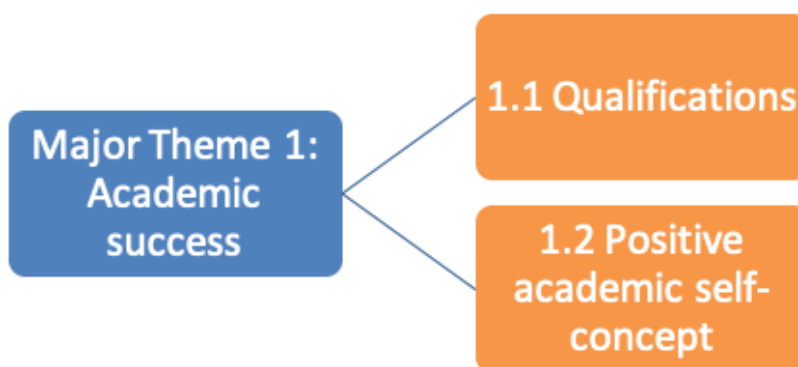 Major Theme 1:
Academic
success
1.1 Qualifications
1.2 Positive
academic self-
concept